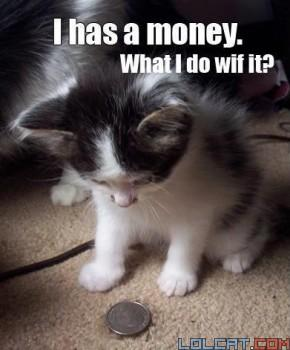 I has a money.
What I do wif it?
LOLCAT.COM